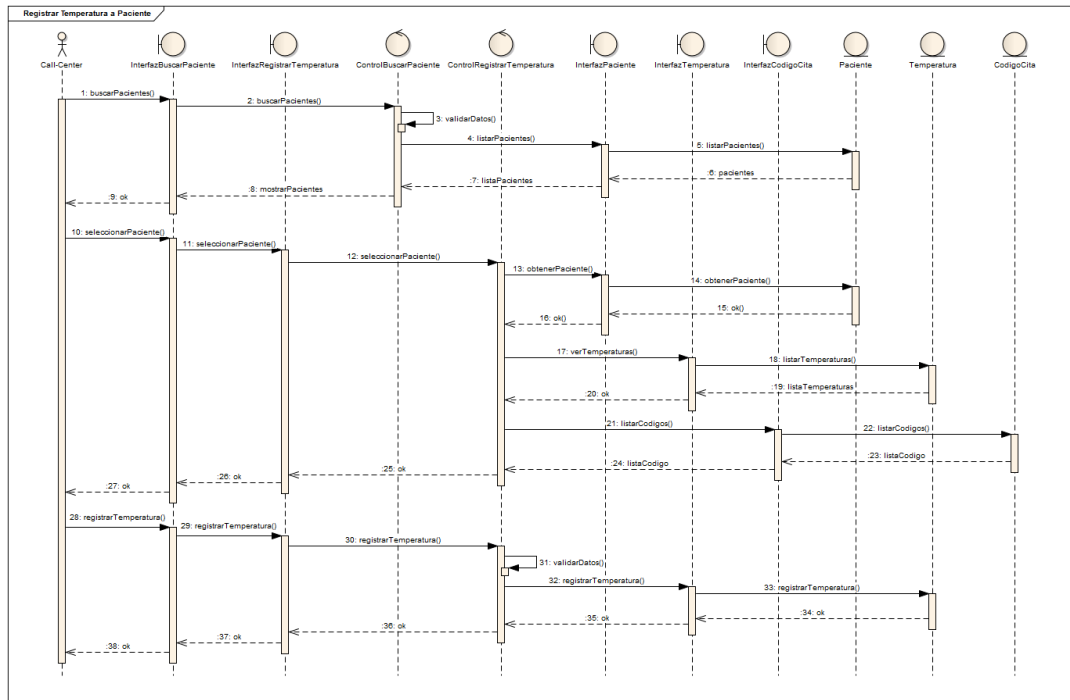 Registrar Temperatura a Paciente
Call-Center
InterfazBuscarPaciente
InterfazRegistrarTemperatura
ControlBuscarPaciente
ControlRegistrarTemperatura
InterfazPaciente
InterfazTemperatura
InterfazCodigoCita
Paciente
Temperatura
CodigoCita
1: buscarPacientes()
2: buscarPacientes()
3: validarDatos()
4: listarPacientes()
5: listarPacientes()
:6: pacientes
:7: listaPacientes
:8: mostrarPacientes
:9: ok
10: seleccionarPaciente()
11: seleccionarPaciente()
12: seleccionarPaciente()
13: obtenerPaciente()
14: obtenerPaciente()
15: ok()
16: ok()
17: verTemperaturas()
18: listarTemperaturas()
:19: listaTemperaturas
:20: ok
21: listarCodigos()
22: listarCodigos()
:23: listaCodigo
:24: listaCodigo
:25: ok
:26: ok
:27: ok
28: registrarTemperatura()
29: registrarTemperatura()
30: registrarTemperatura()
31: validarDatos()
32: registrarTemperatura()
33: registrarTemperatura()
:34: ok
:35: ok
:36: ok
:37: ok
:38: ok